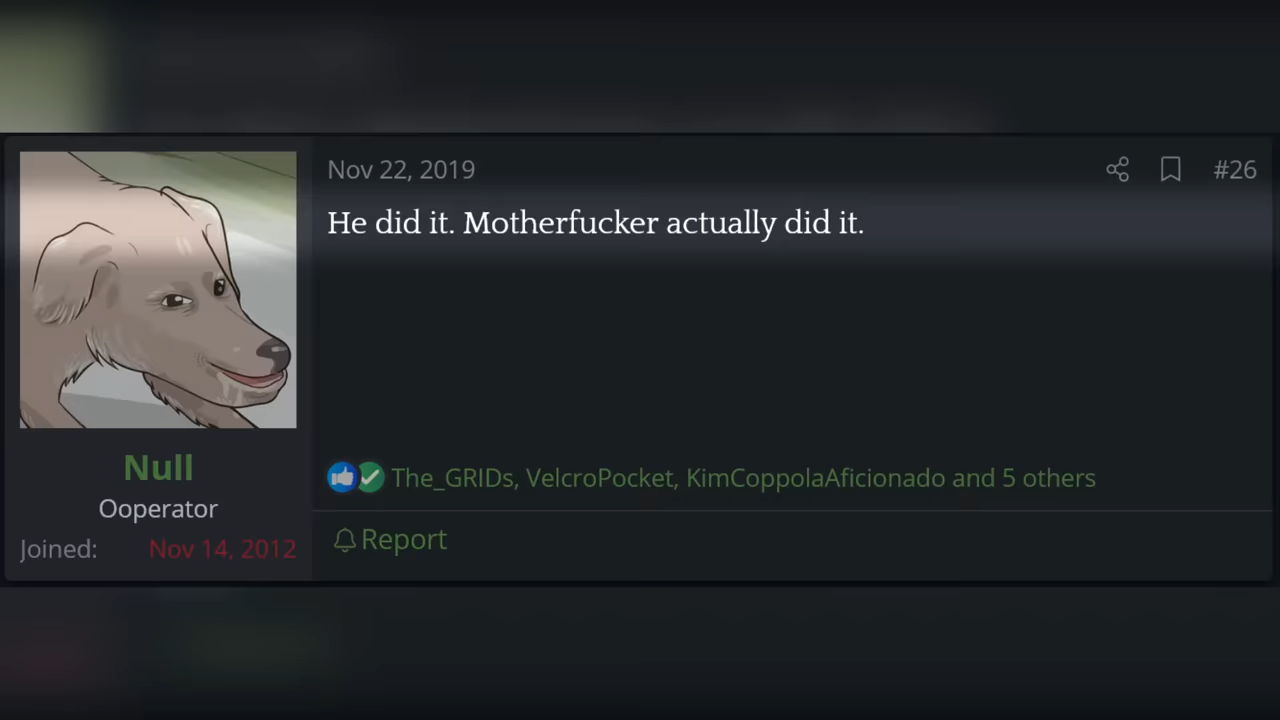 Nov 22, 2019 #26
He did it. Motherfucker actually did it.
Null
Ooperator
Joined: Nov 14, 2012
The_GRIDs, VelcroPocket, KimCoppolaAficionado and 5 others
Report